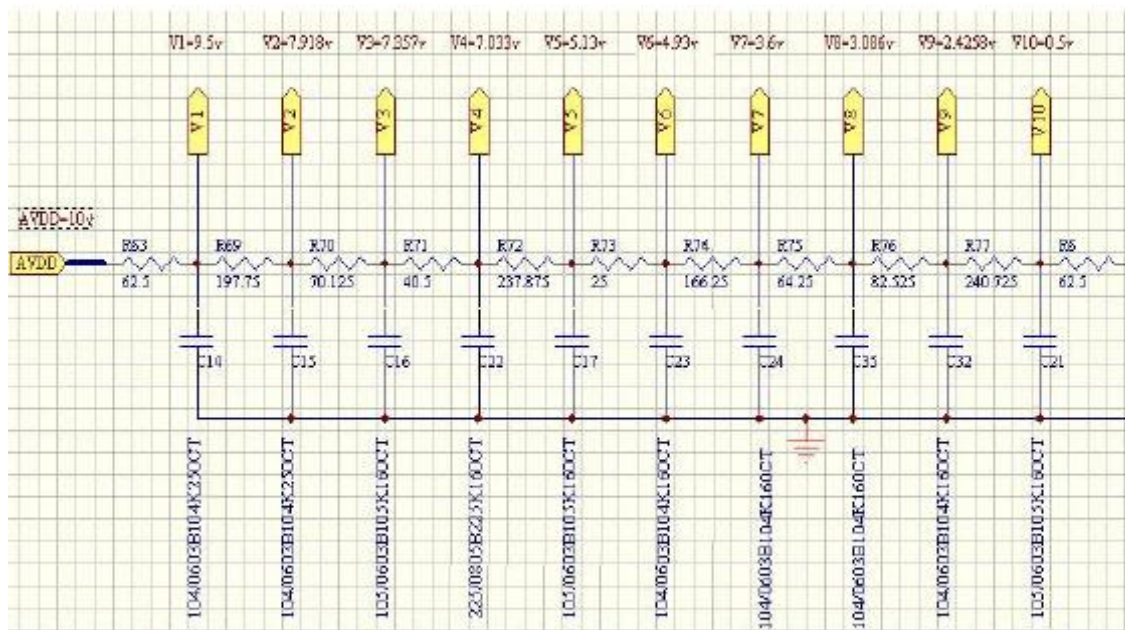 V1=9.5v V2=7.918v V3=7.357v V4=7.033v V5=5.13v V6=4.93v V7=3.6v V8=3.086v V9=2.4258v V10=0.5v
V1 V2 V3 V4 V5 V6 V7 V8 V9 V10
AVDD=10v
R63 R69 R70 R71 R72 R73 R74 R75 R76 R77 R8
AVDD
62.5 197.75 70.125 40.5 237.875 25 166.25 64.25 82.525 240.725 62.5
C14 C15 C16 C22 C17 C23 C24 C35 C32 C21
104/0603B104K250CT
104/0603B104K250CT
105/0603B105K160CT
225/0805B225K160CT
105/0603B105K160CT
104/0603B104K160CT
104/0603B104K160CT
104/0603B104K160CT
104/0603B104K160CT
105/0603B105K160CT